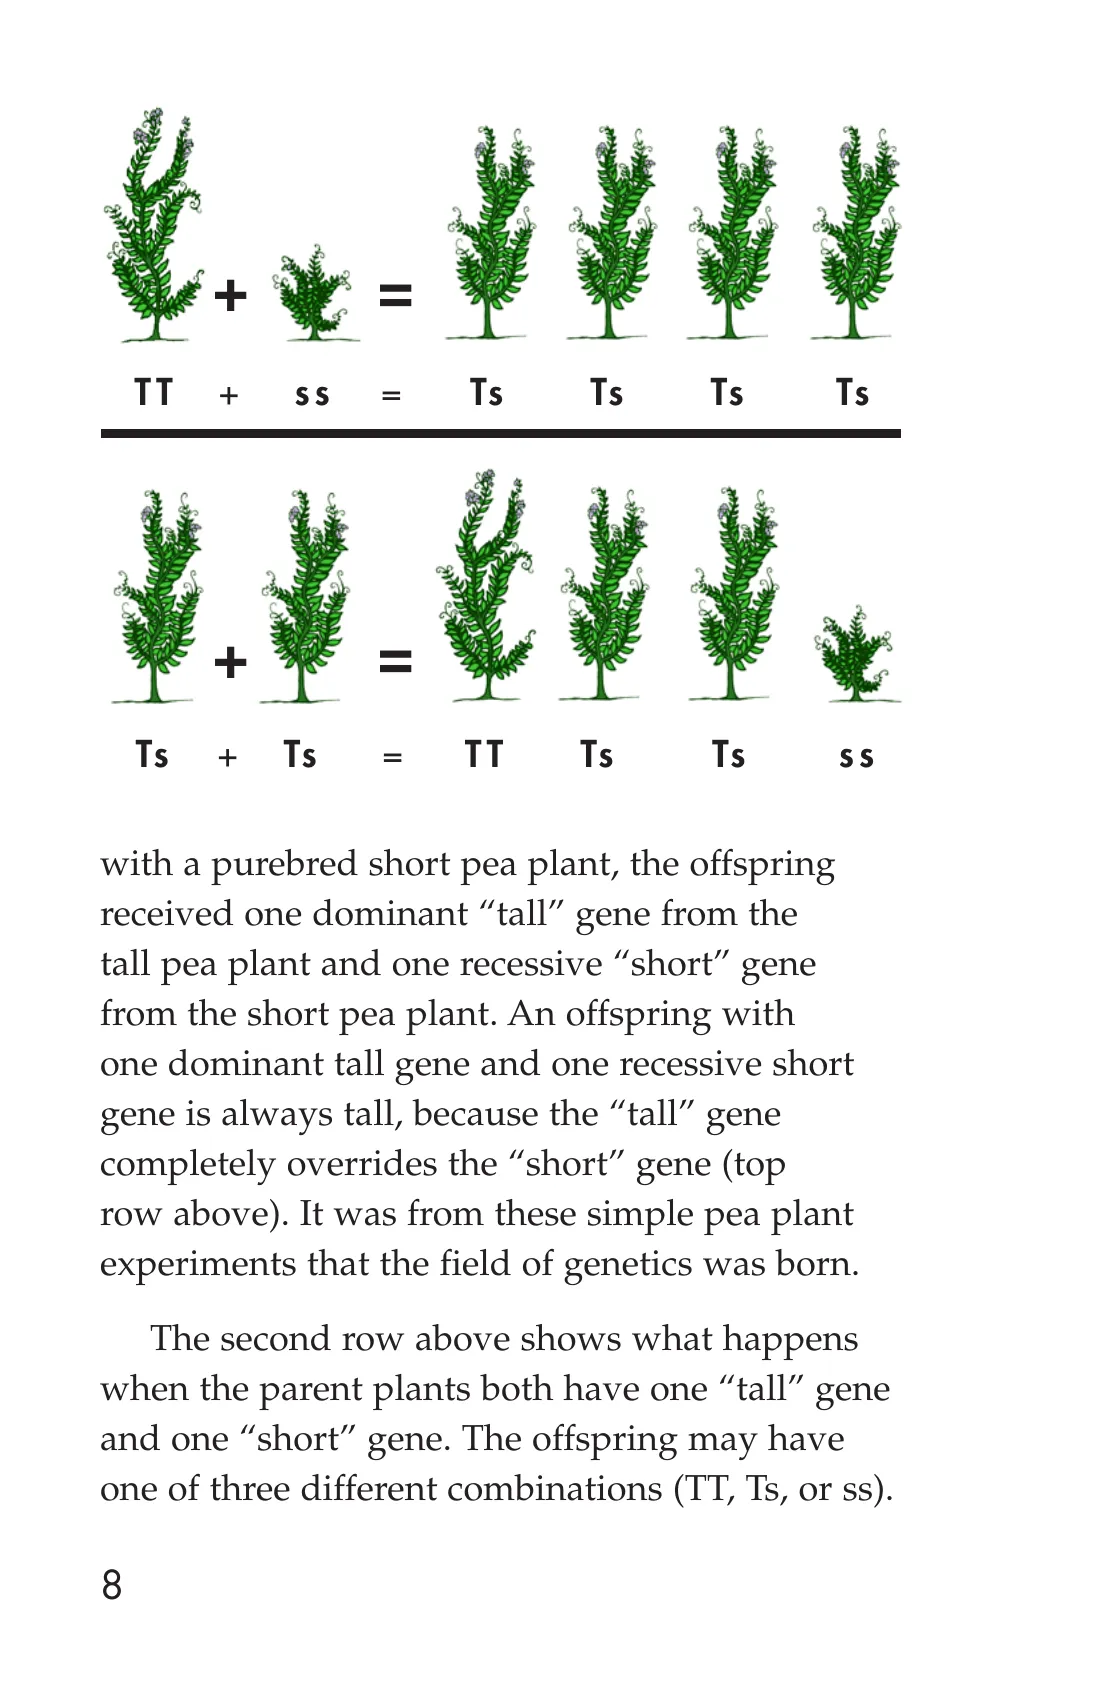 + =
TT + ss = Ts Ts Ts Ts
+ =
Ts + Ts = TT Ts Ts ss
with a purebred short pea plant, the offspring
received one dominant “tall” gene from the
tall pea plant and one recessive “short” gene
from the short pea plant. An offspring with
one dominant tall gene and one recessive short
gene is always tall, because the “tall” gene
completely overrides the “short” gene (top
row above). It was from these simple pea plant
experiments that the field of genetics was born.
The second row above shows what happens
when the parent plants both have one “tall” gene
and one “short” gene. The offspring may have
one of three different combinations (TT, Ts, or ss).
8